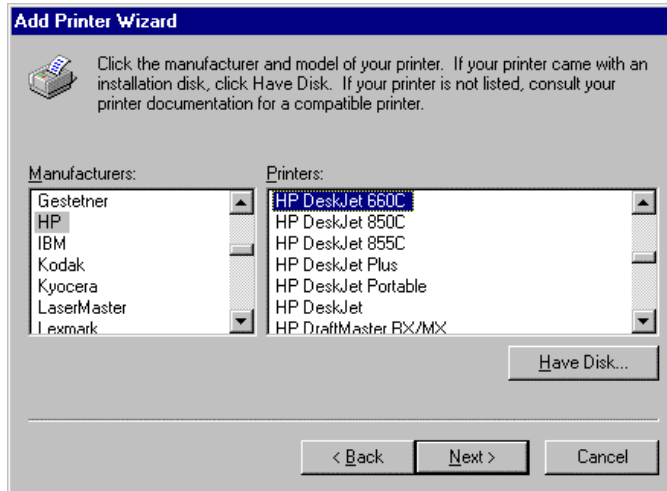 Add Printer Wizard
Click the manufacturer and model of your printer. If your printer came with an
installation disk, click Have Disk. If your printer is not listed, consult your
printer documentation for a compatible printer.
Manufacturers:
Gestetner
HP
IBM
Kodak
Kyocera
LaserMaster
Lexmark
Printers:
HP DeskJet 660C
HP DeskJet 850C
HP DeskJet 855C
HP DeskJet Plus
HP DeskJet Portable
HP DeskJet
HP DraftMaster RX/MX
Have Disk...
< Back
Next >
Cancel